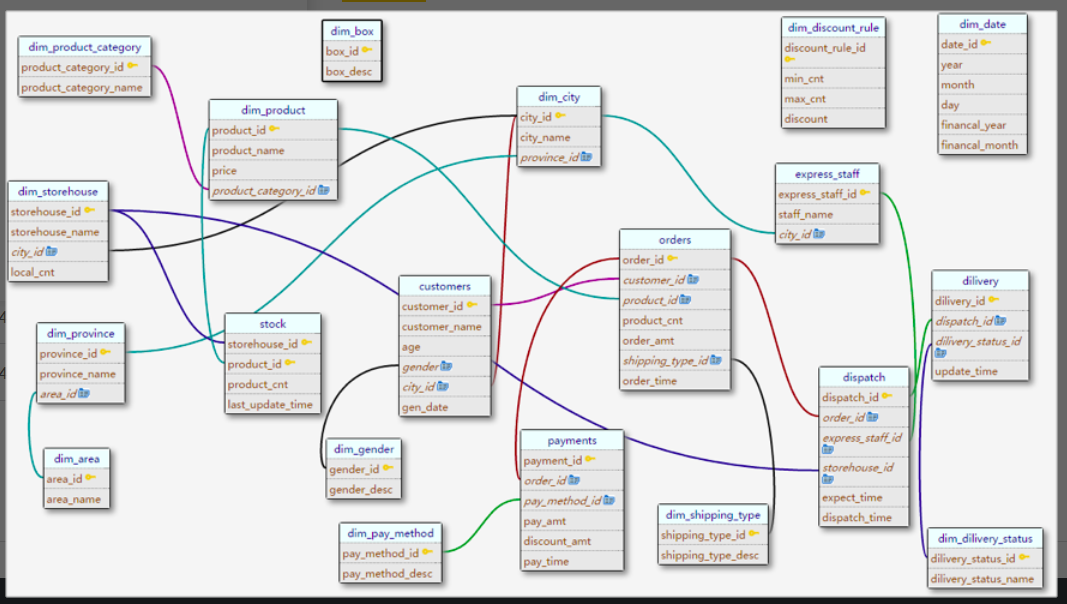 dim_product_category
product_category_id
product_category_name
dim_box
box_id
box_desc
dim_discount_rule
discount_rule_id
min_cnt
max_cnt
discount
dim_date
date_id
year
month
day
financal_year
financal_month
dim_product
product_id
product_name
price
product_category_id
dim_city
city_id
city_name
province_id
dim_storehouse
storehouse_id
storehouse_name
city_id
local_cnt
express_staff
express_staff_id
staff_name
city_id
orders
order_id
customer_id
product_id
product_cnt
order_amt
shipping_type_id
order_time
customers
customer_id
customer_name
age
gender
city_id
gen_date
dilivery
dilivery_id
dispatch_id
dilivery_status_id
update_time
dim_province
province_id
province_name
area_id
stock
storehouse_id
product_id
product_cnt
last_update_time
dispatch
dispatch_id
order_id
express_staff_id
storehouse_id
expect_time
dispatch_time
dim_area
area_id
area_name
dim_gender
gender_id
gender_desc
payments
payment_id
order_id
pay_method_id
pay_amt
discount_amt
pay_time
dim_pay_method
pay_method_id
pay_method_desc
dim_shipping_type
shipping_type_id
shipping_type_desc
dim_dilivery_status
dilivery_status_id
dilivery_status_name